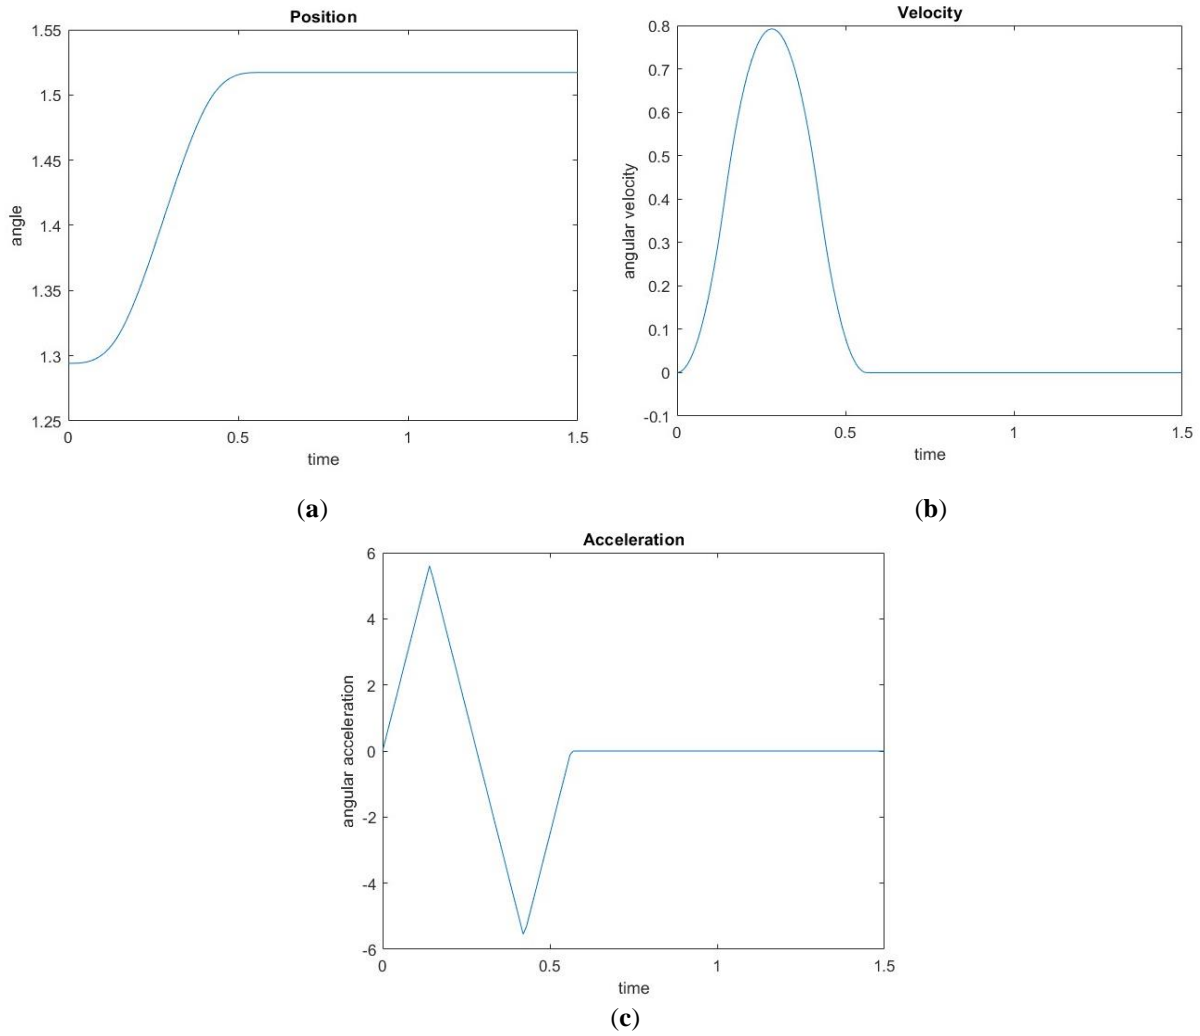 Position
1.55
1.5
1.45
1.4
1.35
1.3
1.25
angle
0 0.5 1 1.5
time
(a)
Velocity
0.8
0.7
0.6
0.5
0.4
0.3
0.2
0.1
0
-0.1
angular velocity
0 0.5 1 1.5
time
(b)
Acceleration
6
4
2
0
-2
-4
-6
angular acceleration
0 0.5 1 1.5
time
(c)